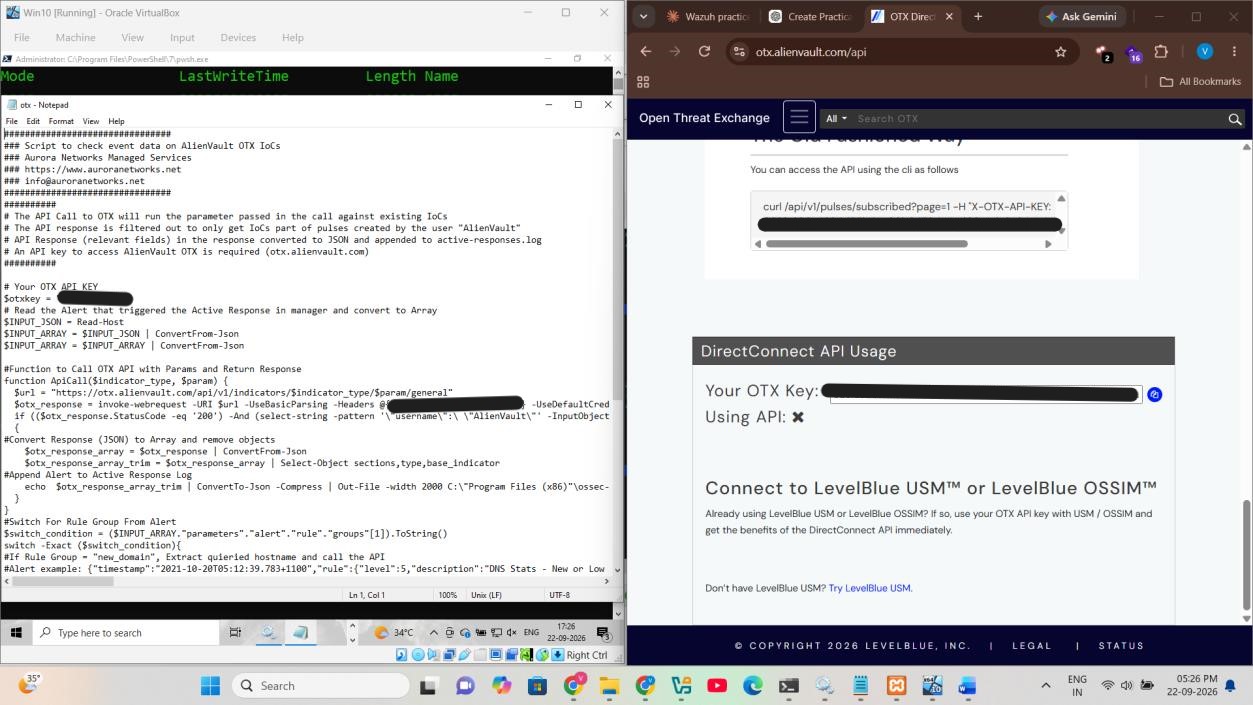 Win10 [Running] - Oracle VirtualBox
File Machine View Input Devices Help
Administrator: C:\Program Files\PowerShell\7\pwsh.exe
Mode LastWriteTime Length Name
otx - Notepad
File Edit Format View Help
################################
### Script to check event data on AlienVault OTX IoCs
### Aurora Networks Managed Services
### https://www.auroranetworks.net
### info@auroranetworks.net
################################
##########
# The API Call to OTX will run the parameter passed in the call against existing IoCs
# The API response is filtered out to only get IoCs part of pulses created by the user "AlienVault"
# API Response (relevant fields) in the response converted to JSON and appended to active-responses.log
# An API key to access AlienVault OTX is required (otx.alienvault.com)
##########
# Your OTX API KEY
$otxkey =
# Read the Alert that triggered the Active Response in manager and convert to Array
$INPUT_JSON = Read-Host
$INPUT_ARRAY = $INPUT_JSON | ConvertFrom-Json
$INPUT_ARRAY = $INPUT_ARRAY | ConvertFrom-Json
#Function to Call OTX API with Params and Return Response
function ApiCall($indicator_type, $param) {
$url = "https://otx.alienvault.com/api/v1/indicators/$indicator_type/$param/general"
$otx_response = invoke-webrequest -URI $url -UseBasicParsing -Headers @{ } -UseDefaultCred
if (($otx_response.StatusCode -eq '200') -And (select-string -pattern '\"username\":\ \"AlienVault\"' -InputObject
{
#Convert Response (JSON) to Array and remove objects
$otx_response_array = $otx_response | ConvertFrom-Json
$otx_response_array_trim = $otx_response_array | Select-Object sections,type,base_indicator
#Append Alert to Active Response Log
echo $otx_response_array_trim | ConvertTo-Json -Compress | Out-File -width 2000 C:\"Program Files (x86)"\ossec-
}
}
#Switch For Rule Group From Alert
$switch_condition = ($INPUT_ARRAY."parameters"."alert"."rule"."groups"[1]).ToString()
switch -Exact ($switch_condition){
#If Rule Group = "new_domain", Extract quieried hostname and call the API
#Alert example: {"timestamp":"2021-10-20T05:12:39.783+1100","rule":{"level":5,"description":"DNS Stats - New or Low
Ln 1, Col 1 100% Unix (LF) UTF-8
Type here to search 34°C ENG 17:26 22-09-2026 3
Right Ctrl
Wazuh practic Create Practica OTX Direct
Ask Gemini
otx.alienvault.com/api 2 16 V
All Bookmarks
Open Threat Exchange All Search OTX
The Old Fashioned Way
You can access the API using the cli as follows
curl /api/v1/pulses/subscribed?page=1 -H "X-OTX-API-KEY:
DirectConnect API Usage
Your OTX Key:
Using API: ✖
Connect to LevelBlue USM™ or LevelBlue OSSIM™
Already using LevelBlue USM or LevelBlue OSSIM? If so, use your OTX API key with USM / OSSIM and
get the benefits of the DirectConnect API immediately.
Don't have LevelBlue USM? Try LevelBlue USM.
© COPYRIGHT 2026 LEVELBLUE, INC. | LEGAL | STATUS
35° Search ENG IN 05:26 PM 22-09-2026